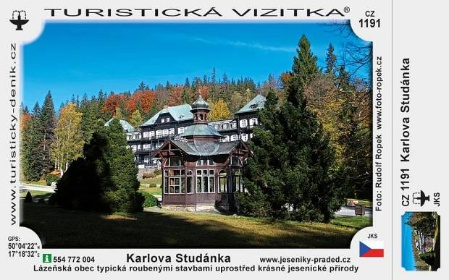 TURISTICKÁ VIZITKA®
CZ
1191
www.turisticky-denik.cz
Foto: Rudolf Ropek, www.foto-ropek.cz
CZ 1191 Karlova Studánka
JKS
GPS:
50°04'22"
17°18'32"
i 554 772 004
Karlova Studánka
www.jeseniky-praded.cz
JKS
Lázeňská obec typická roubenými stavbami uprostřed krásné jesenické přírody